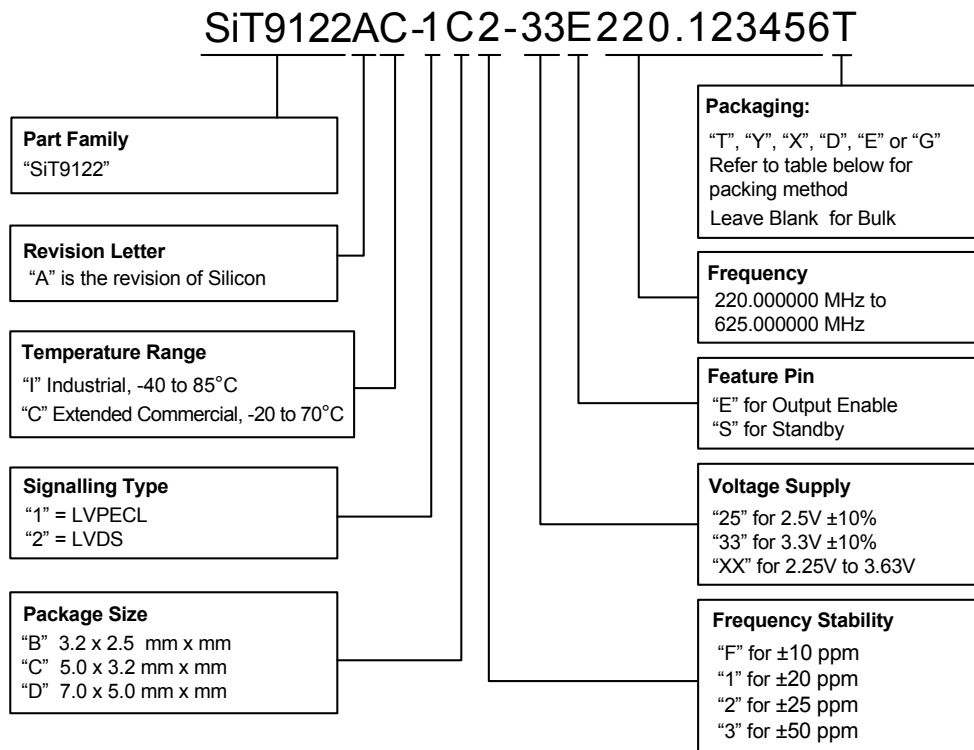 SiT9122AC-1C2-33E220.123456T
Part Family
“SiT9122”
Revision Letter
“A” is the revision of Silicon
Temperature Range
“I” Industrial, -40 to 85°C
“C” Extended Commercial, -20 to 70°C
Signalling Type
“1” = LVPECL
“2” = LVDS
Package Size
“B” 3.2 x 2.5 mm x mm
“C” 5.0 x 3.2 mm x mm
“D” 7.0 x 5.0 mm x mm
Packaging:
“T”, “Y”, “X”, “D”, “E” or “G”
Refer to table below for
packing method
Leave Blank for Bulk
Frequency
220.000000 MHz to
625.000000 MHz
Feature Pin
“E” for Output Enable
“S” for Standby
Voltage Supply
“25” for 2.5V ±10%
“33” for 3.3V ±10%
“XX” for 2.25V to 3.63V
Frequency Stability
“F” for ±10 ppm
“1” for ±20 ppm
“2” for ±25 ppm
“3” for ±50 ppm